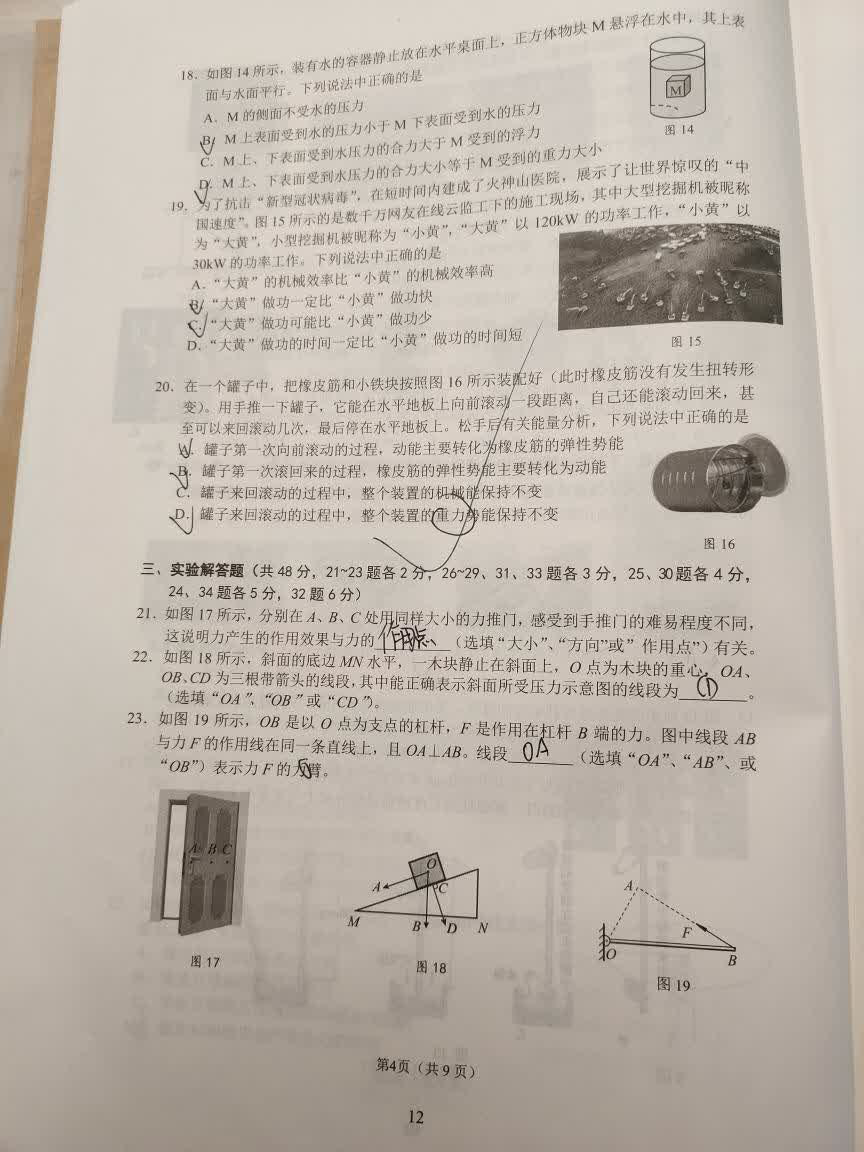 18. 如图 14 所示，装有水的容器静止放在水平桌面上，正方体物块 M 悬浮在水中，其上表
面与水面平行。下列说法中正确的是
A. M 的侧面不受水的压力
B. M 上表面受到水的压力小于 M 下表面受到水的压力
C. M 上、下表面受到水压力的合力大于 M 受到的浮力
D. M 上、下表面受到水压力的合力大小等于 M 受到的重力大小
M
图 14
19. 为了抗击“新型冠状病毒”，在短时间内建成了火神山医院，展示了让世界惊叹的“中
国速度”。图 15 所示的是数千万网友在线云监工下的施工现场，其中大型挖掘机被昵称
为“大黄”，小型挖掘机被昵称为“小黄”，“大黄”以 120kW 的功率工作，“小黄”以
30kW 的功率工作。下列说法中正确的是
A.“大黄”的机械效率比“小黄”的机械效率高
B.“大黄”做功一定比“小黄”做功快
C.“大黄”做功可能比“小黄”做功少
D.“大黄”做功的时间一定比“小黄”做功的时间短
图 15
20. 在一个罐子中，把橡皮筋和小铁块按照图 16 所示装配好（此时橡皮筋没有发生扭转形
变）。用手推一下罐子，它能在水平地板上向前滚动一段距离，自己还能滚动回来，甚
至可以来回滚动几次，最后停在水平地板上。松手后有关能量分析，下列说法中正确的是
A. 罐子第一次向前滚动的过程，动能主要转化为橡皮筋的弹性势能
B. 罐子第一次滚回来的过程，橡皮筋的弹性势能主要转化为动能
C. 罐子来回滚动的过程中，整个装置的机械能保持不变
D. 罐子来回滚动的过程中，整个装置的重力势能保持不变
图 16
三、实验解答题（共 48 分，21~23 题各 2 分，26~29、31、33 题各 3 分，25、30 题各 4 分，
24、34 题各 5 分，32 题 6 分）
21. 如图 17 所示，分别在 A、B、C 处用同样大小的力推门，感受到手推门的难易程度不同，
这说明力产生的作用效果与力的作用点、（选填“大小”、“方向”或”作用点”）有关。
22. 如图 18 所示，斜面的底边 MN 水平，一木块静止在斜面上，O 点为木块的重心，OA、
OB、CD 为三根带箭头的线段，其中能正确表示斜面所受压力示意图的线段为 CD 。
（选填“OA”、“OB”或“CD”）。
23. 如图 19 所示，OB 是以 O 点为支点的杠杆，F 是作用在杠杆 B 端的力。图中线段 AB
与力 F 的作用线在同一条直线上，且 OA⊥AB。线段 OA （选填“OA”、“AB”、或
“OB”）表示力 F 的力臂。
A B C
图 17
O
A
C
M
B
D
N
图 18
A
F
O
B
图 19
第4页（共 9 页）
12